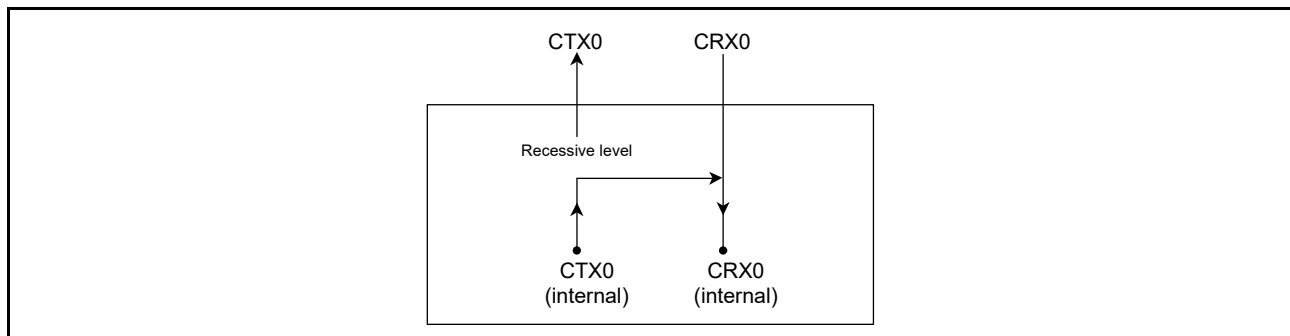 CTX0 CRX0
Recessive level
CTX0 CRX0
(internal) (internal)